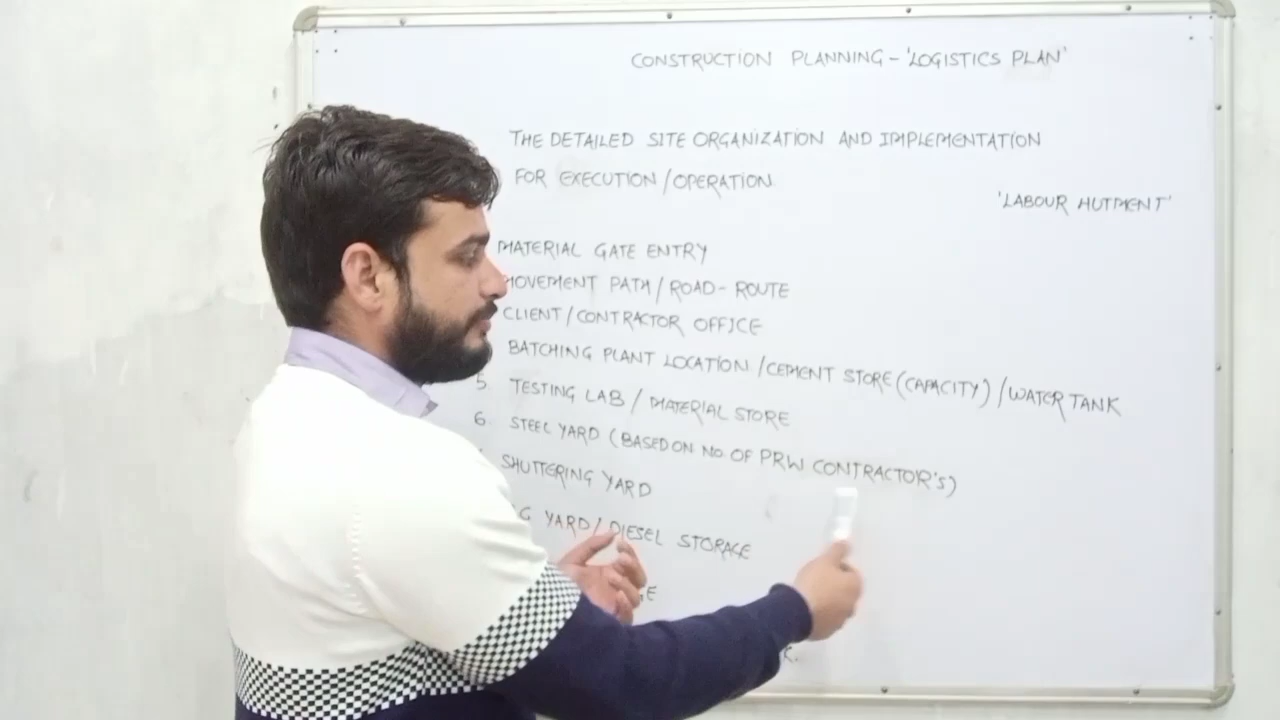 CONSTRUCTION PLANNING - 'LOGISTICS PLAN'
THE DETAILED SITE ORGANIZATION AND IMPLEMENTATION
FOR EXECUTION / OPERATION
'LABOUR HUTMENT'
MATERIAL GATE ENTRY
MOVEMENT PATH / ROAD - ROUTE
CLIENT / CONTRACTOR OFFICE
BATCHING PLANT LOCATION / CEMENT STORE (CAPACITY) / WATER TANK
5. TESTING LAB / MATERIAL STORE
6. STEEL YARD (BASED ON NO. OF PRW CONTRACTOR'S)
SHUTTERING YARD
YARD / DIESEL STORAGE